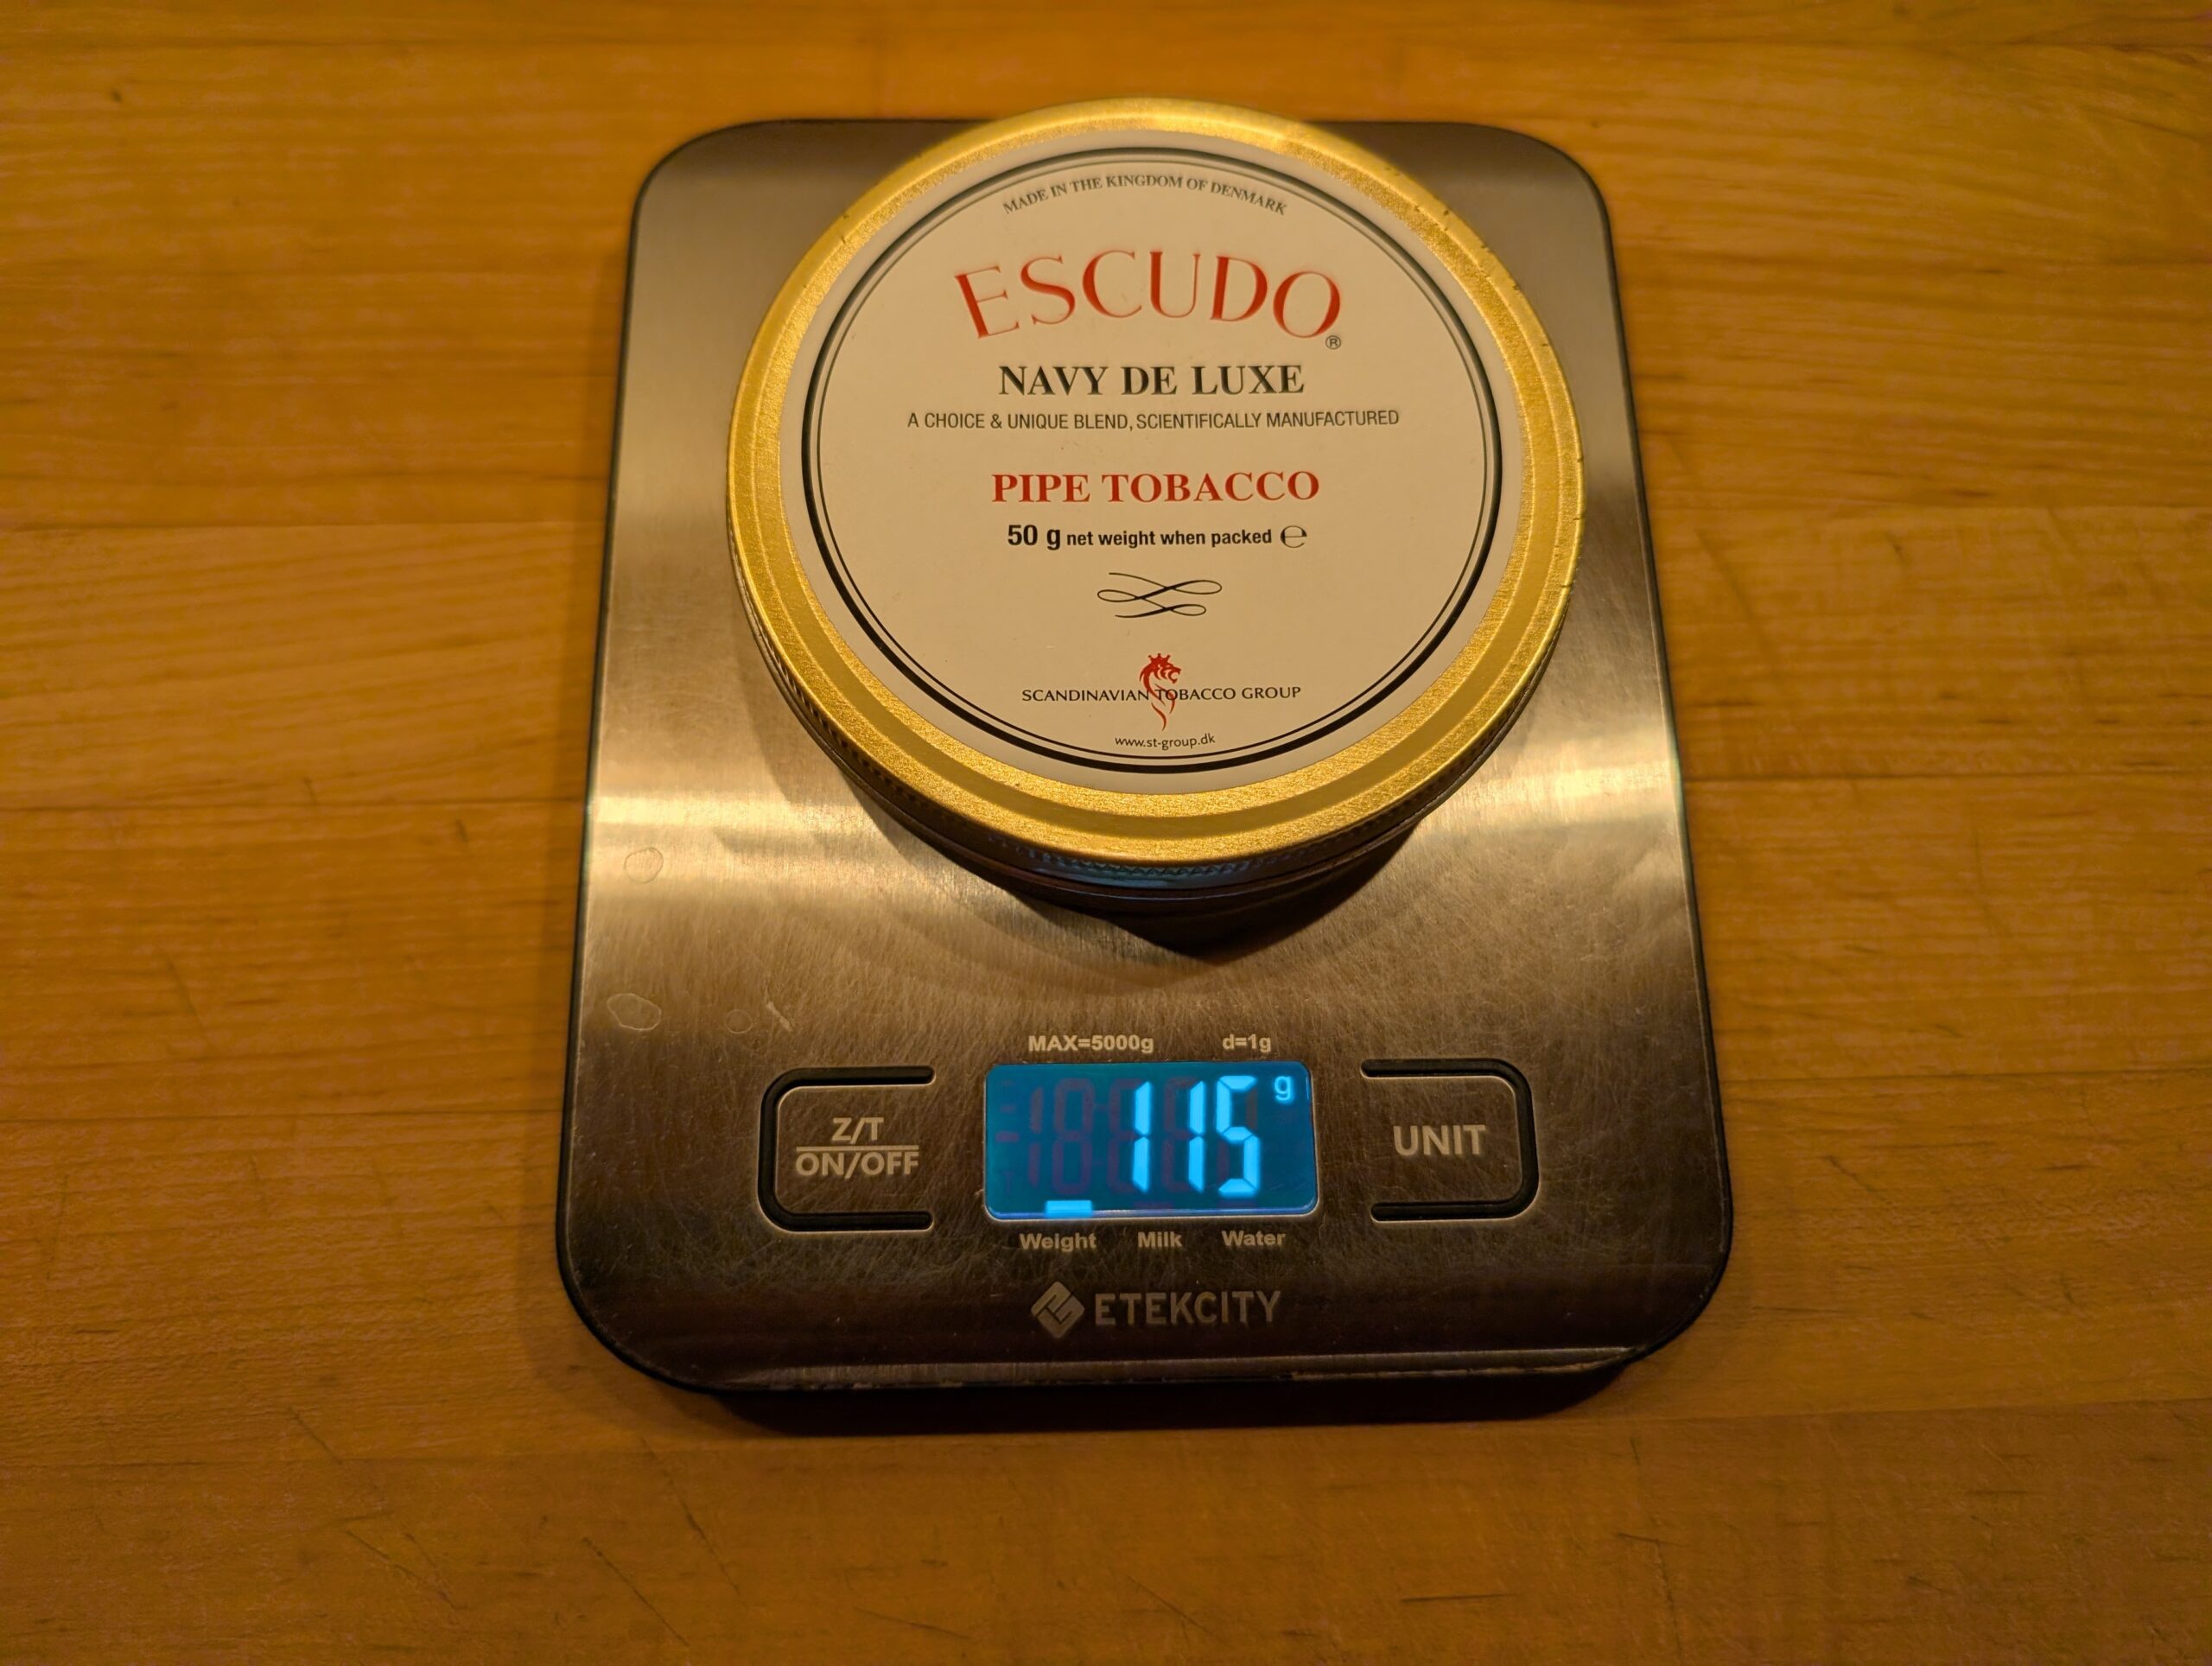 MADE IN THE KINGDOM OF DENMARK
ESCUDO®
NAVY DE LUXE
A CHOICE & UNIQUE BLEND, SCIENTIFICALLY MANUFACTURED
PIPE TOBACCO
50 g net weight when packed ℮
SCANDINAVIAN TOBACCO GROUP
www.st-group.dk
MAX=5000g d=1g
Z/T
ON/OFF
115 g
UNIT
Weight Milk Water
ETEKCITY